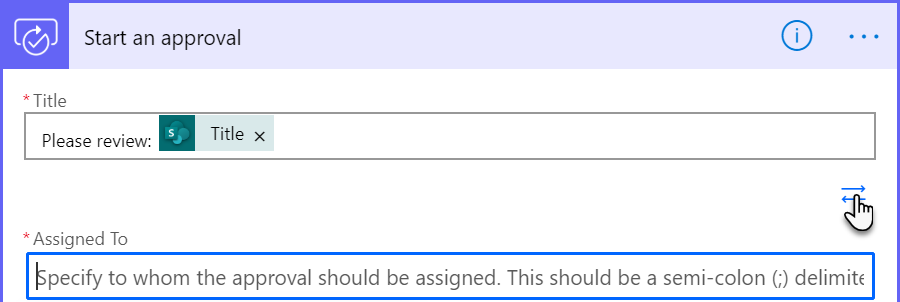 Start an approval
* Title
Please review: S Title ×
* Assigned To
Specify to whom the approval should be assigned. This should be a semi-colon (;) delimite